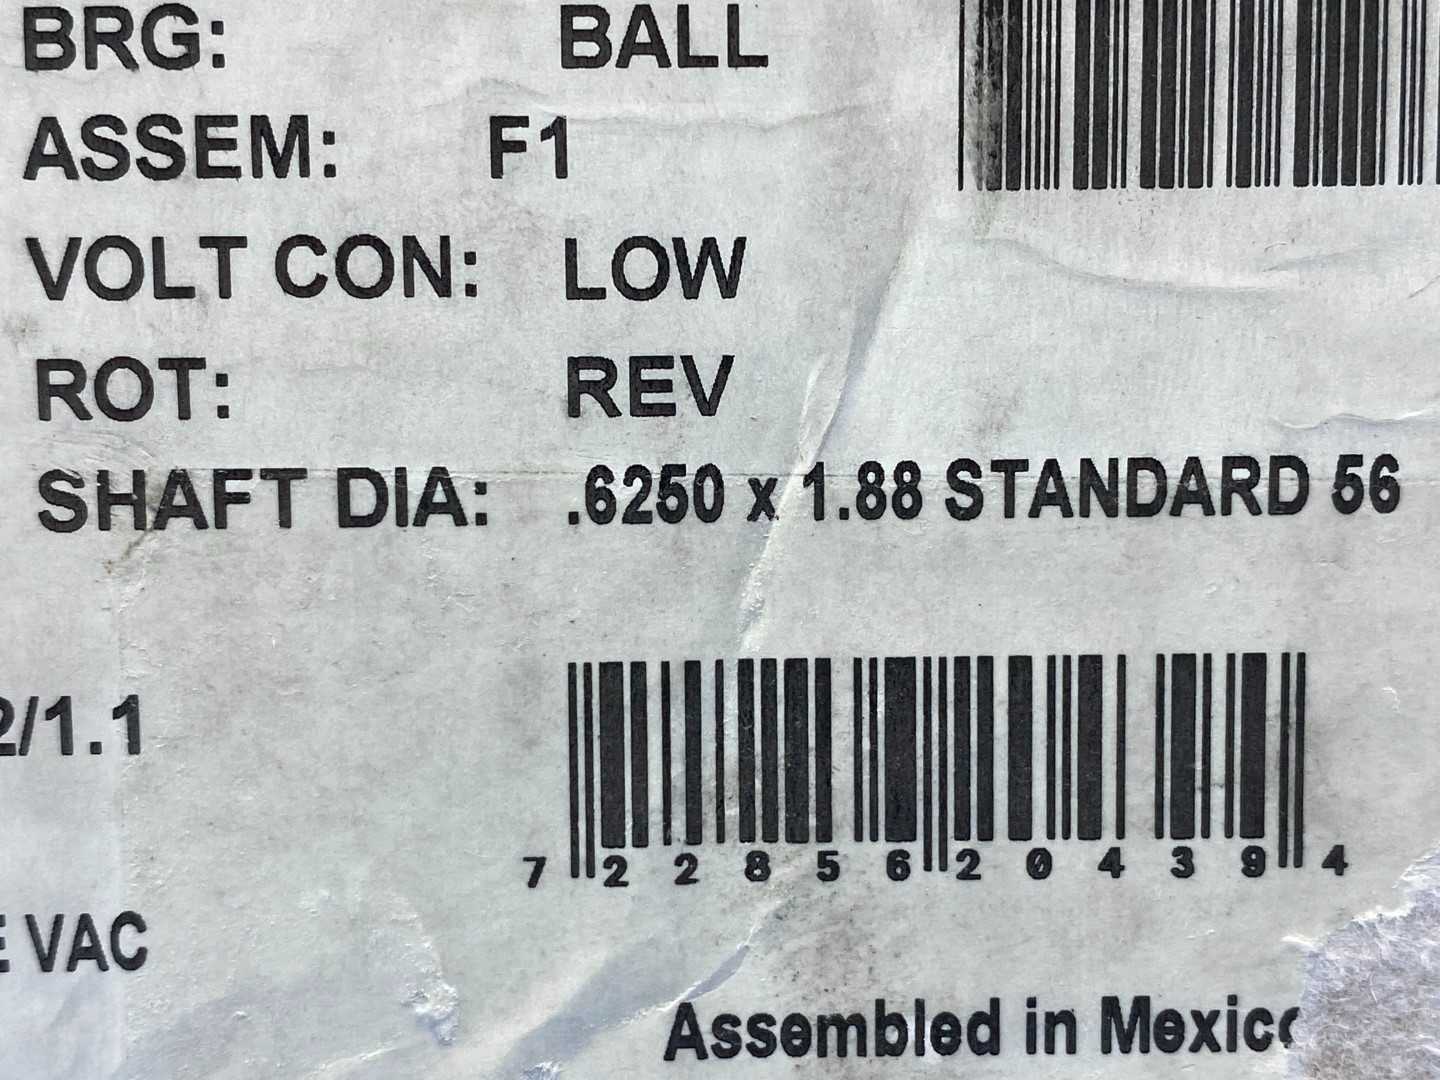 BRG: BALL
ASSEM: F1
VOLT CON: LOW
ROT: REV
SHAFT DIA: .6250 x 1.88 STANDARD 56
2/1.1
7 22856 20439 4
E VAC
Assembled in Mexico